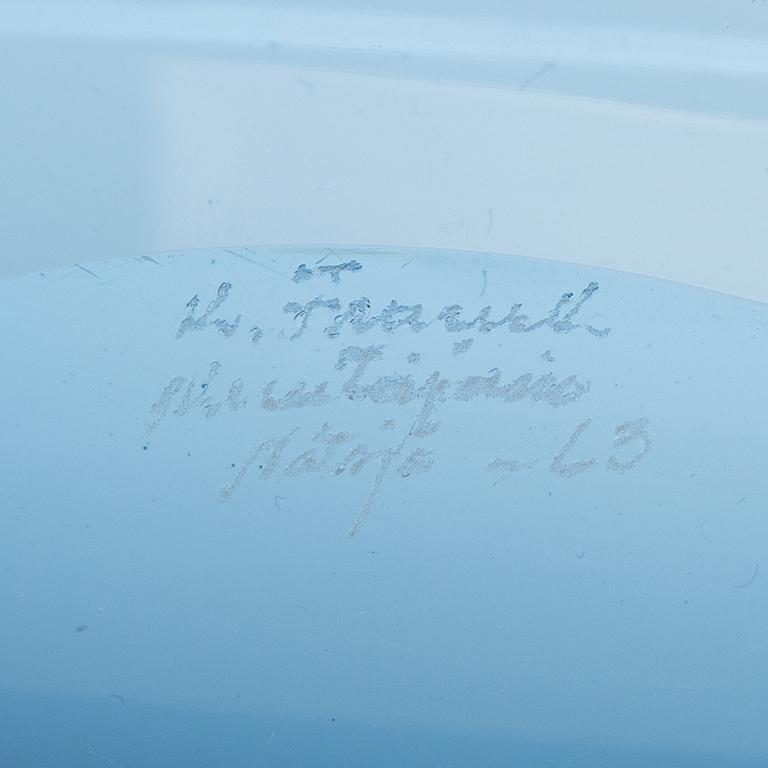 K. Franck
Nuutajärvi
Notsjö -63